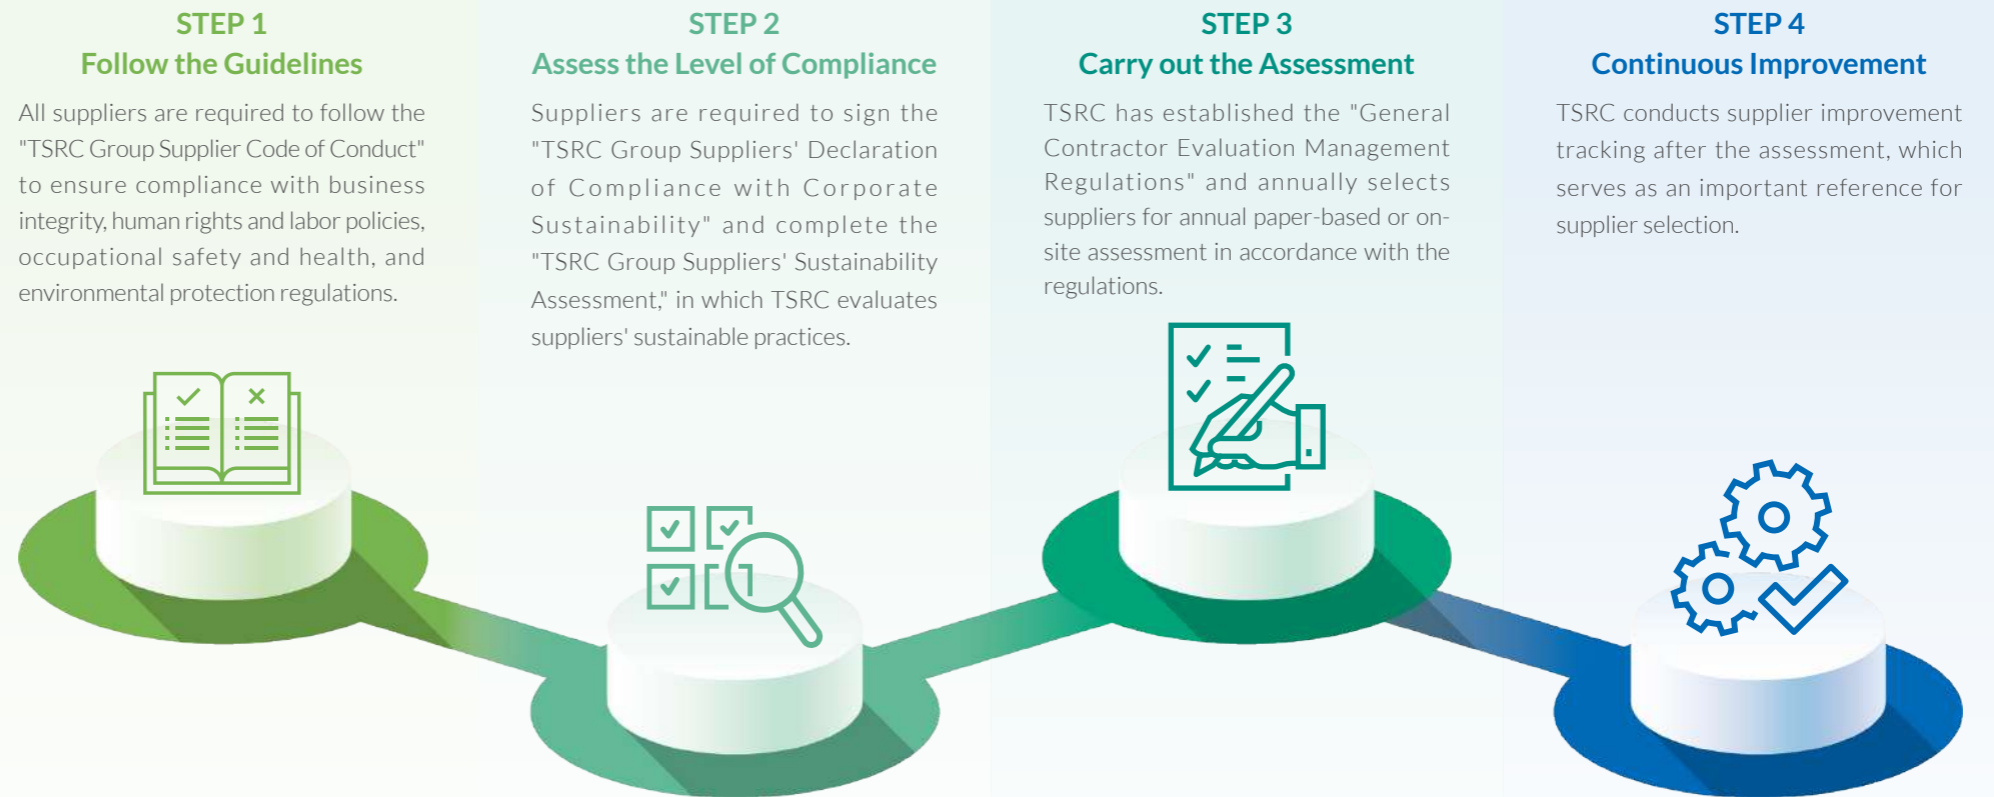 STEP 1
Follow the Guidelines
All suppliers are required to follow the
"TSRC Group Supplier Code of Conduct"
to ensure compliance with business
integrity, human rights and labor policies,
occupational safety and health, and
environmental protection regulations.
STEP 2
Assess the Level of Compliance
Suppliers are required to sign the
"TSRC Group Suppliers' Declaration
of Compliance with Corporate
Sustainability" and complete the
"TSRC Group Suppliers' Sustainability
Assessment," in which TSRC evaluates
suppliers' sustainable practices.
STEP 3
Carry out the Assessment
TSRC has established the "General
Contractor Evaluation Management
Regulations" and annually selects
suppliers for annual paper-based or on-
site assessment in accordance with the
regulations.
STEP 4
Continuous Improvement
TSRC conducts supplier improvement
tracking after the assessment, which
serves as an important reference for
supplier selection.